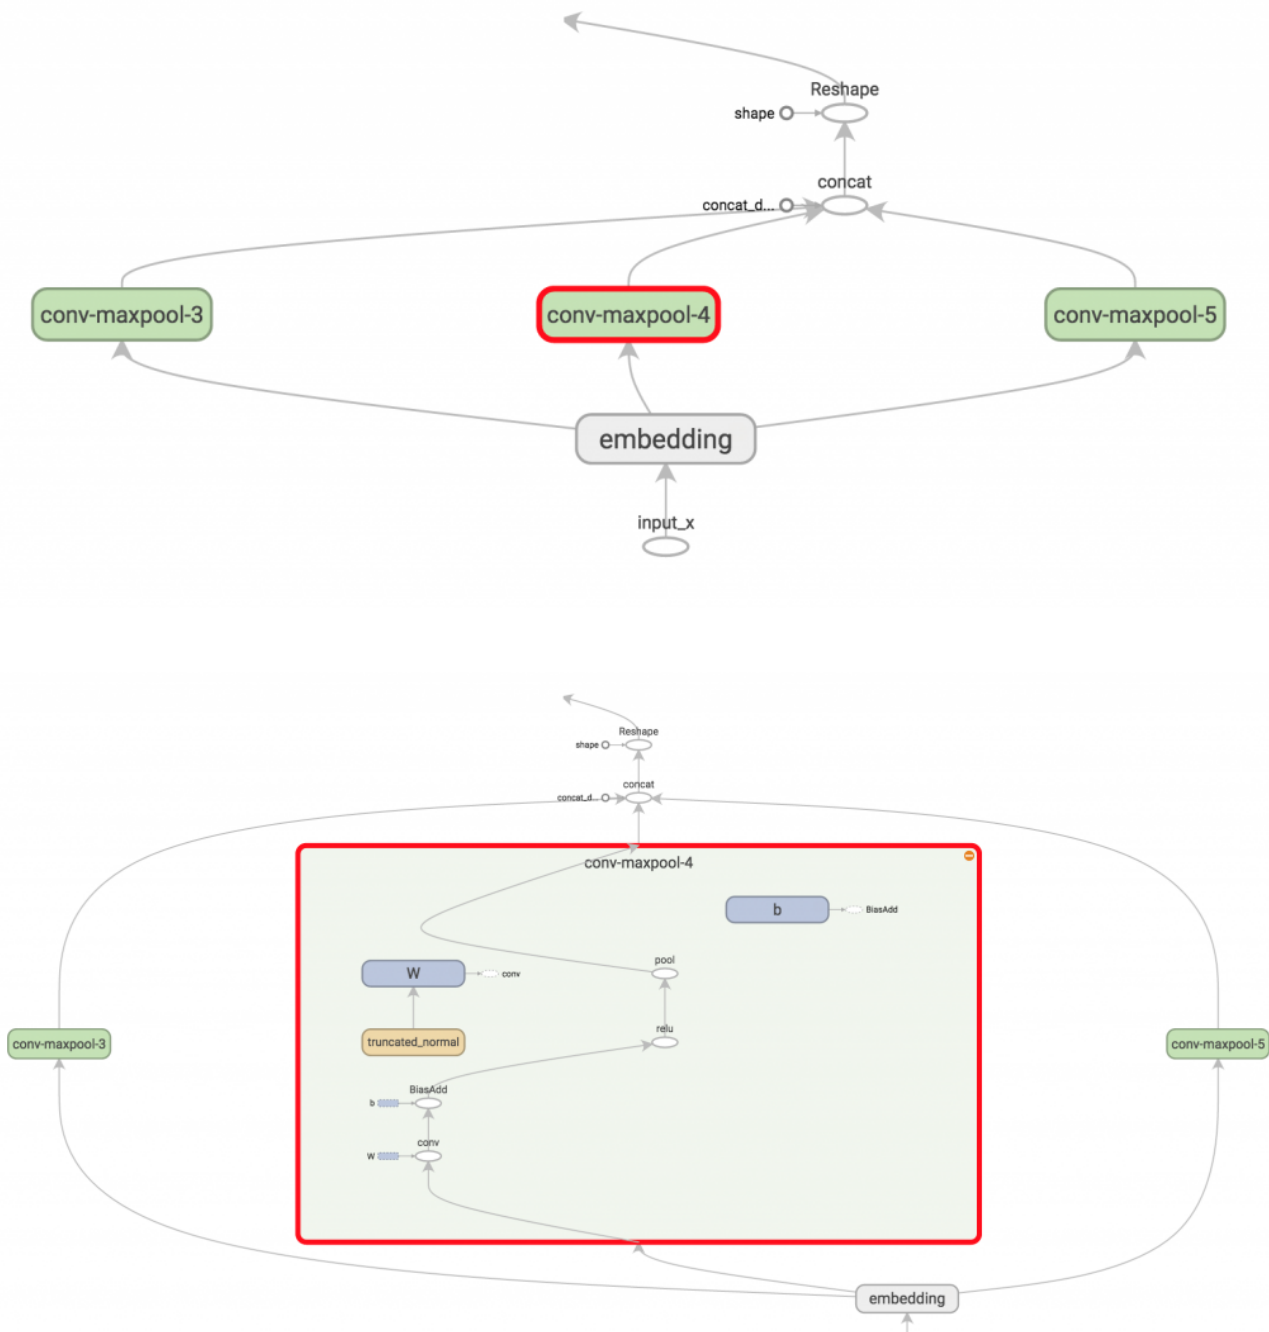 Reshape
shape
concat
concat_d...
conv-maxpool-3
conv-maxpool-4
conv-maxpool-5
embedding
input_x
Reshape
shape
concat
concat_d...
conv-maxpool-4
b
BiasAdd
pool
W
conv
relu
truncated_normal
conv-maxpool-3
conv-maxpool-5
BiasAdd
b
conv
W
embedding